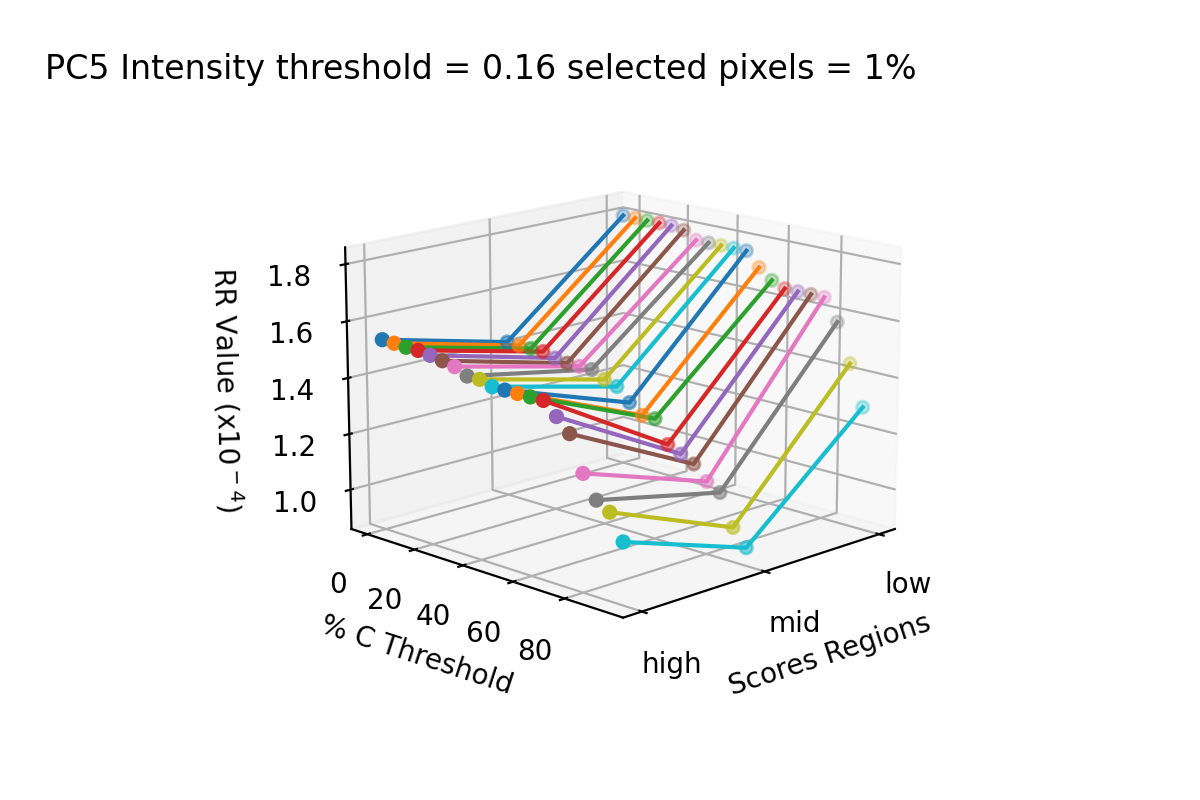 PC5 Intensity threshold = 0.16 selected pixels = 1%
RR Value (x10⁻⁴)
1.8
1.6
1.4
1.2
1.0
0
20
40
60
80
% C Threshold
high
mid
low
Scores Regions